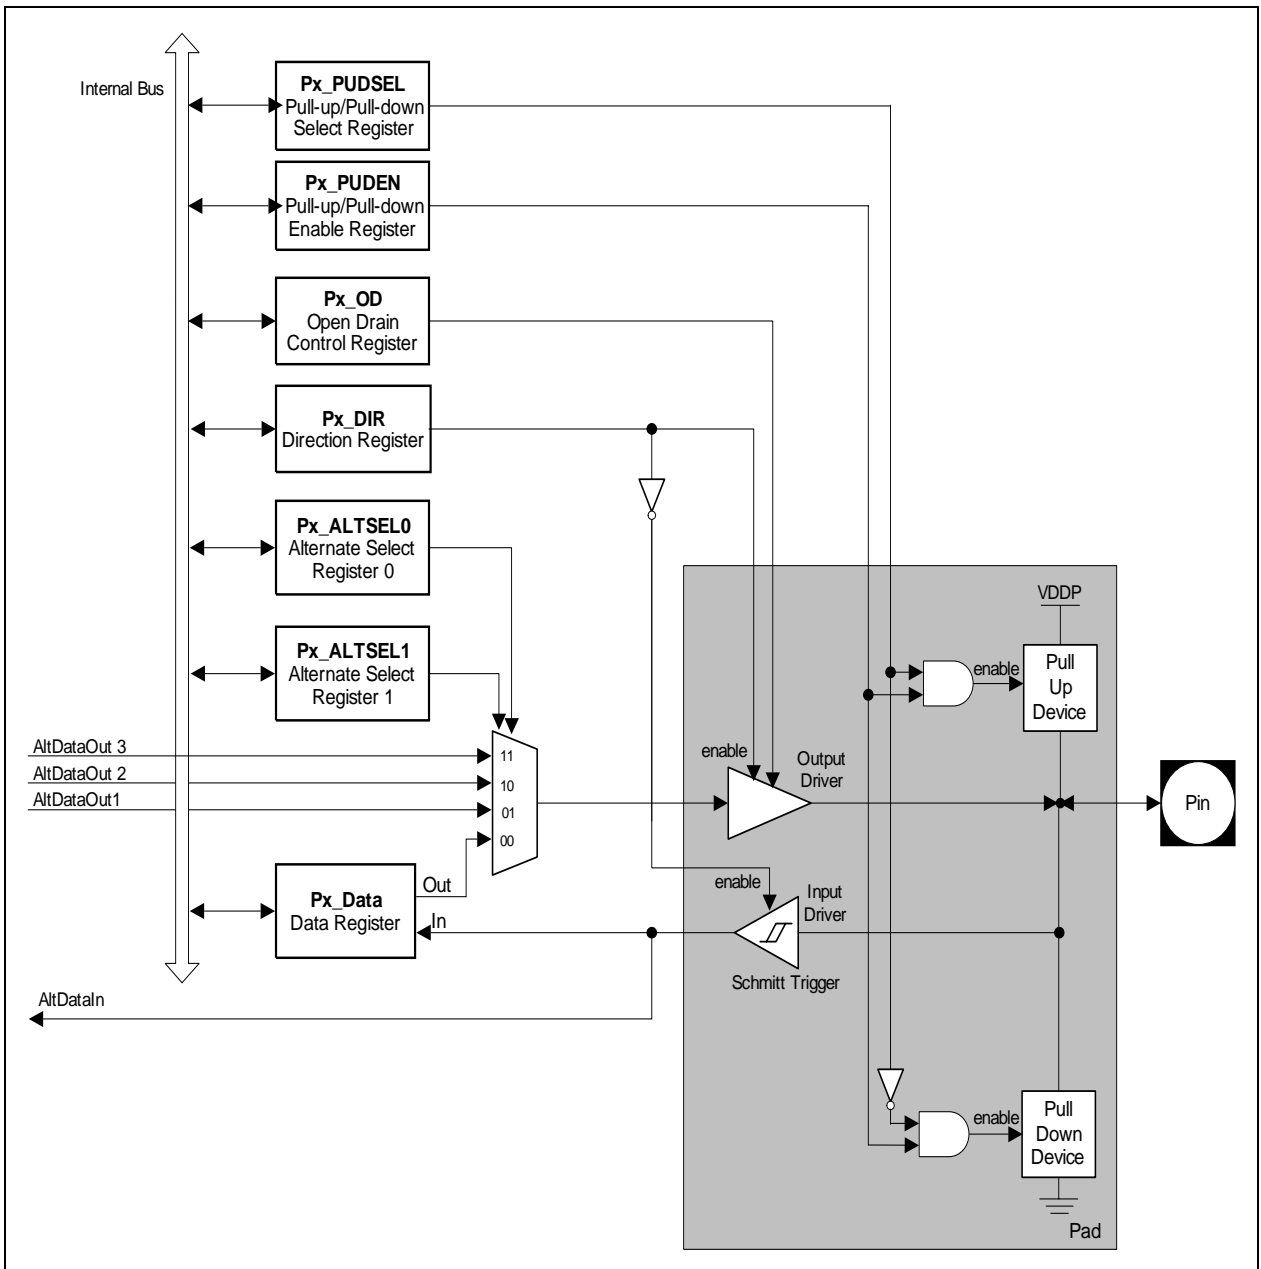 Internal Bus
Px_PUDSEL
Pull-up/Pull-down
Select Register
Px_PUDEN
Pull-up/Pull-down
Enable Register
Px_OD
Open Drain
Control Register
Px_DIR
Direction Register
Px_ALTSEL0
Alternate Select
Register 0
Px_ALTSEL1
Alternate Select
Register 1
AltDataOut 3
AltDataOut 2
AltDataOut1
11
10
01
00
Px_Data
Data Register
Out
In
AltDataIn
VDDP
enable
Pull
Up
Device
enable
Output
Driver
Pin
enable
Input
Driver
Schmitt Trigger
enable
Pull
Down
Device
Pad